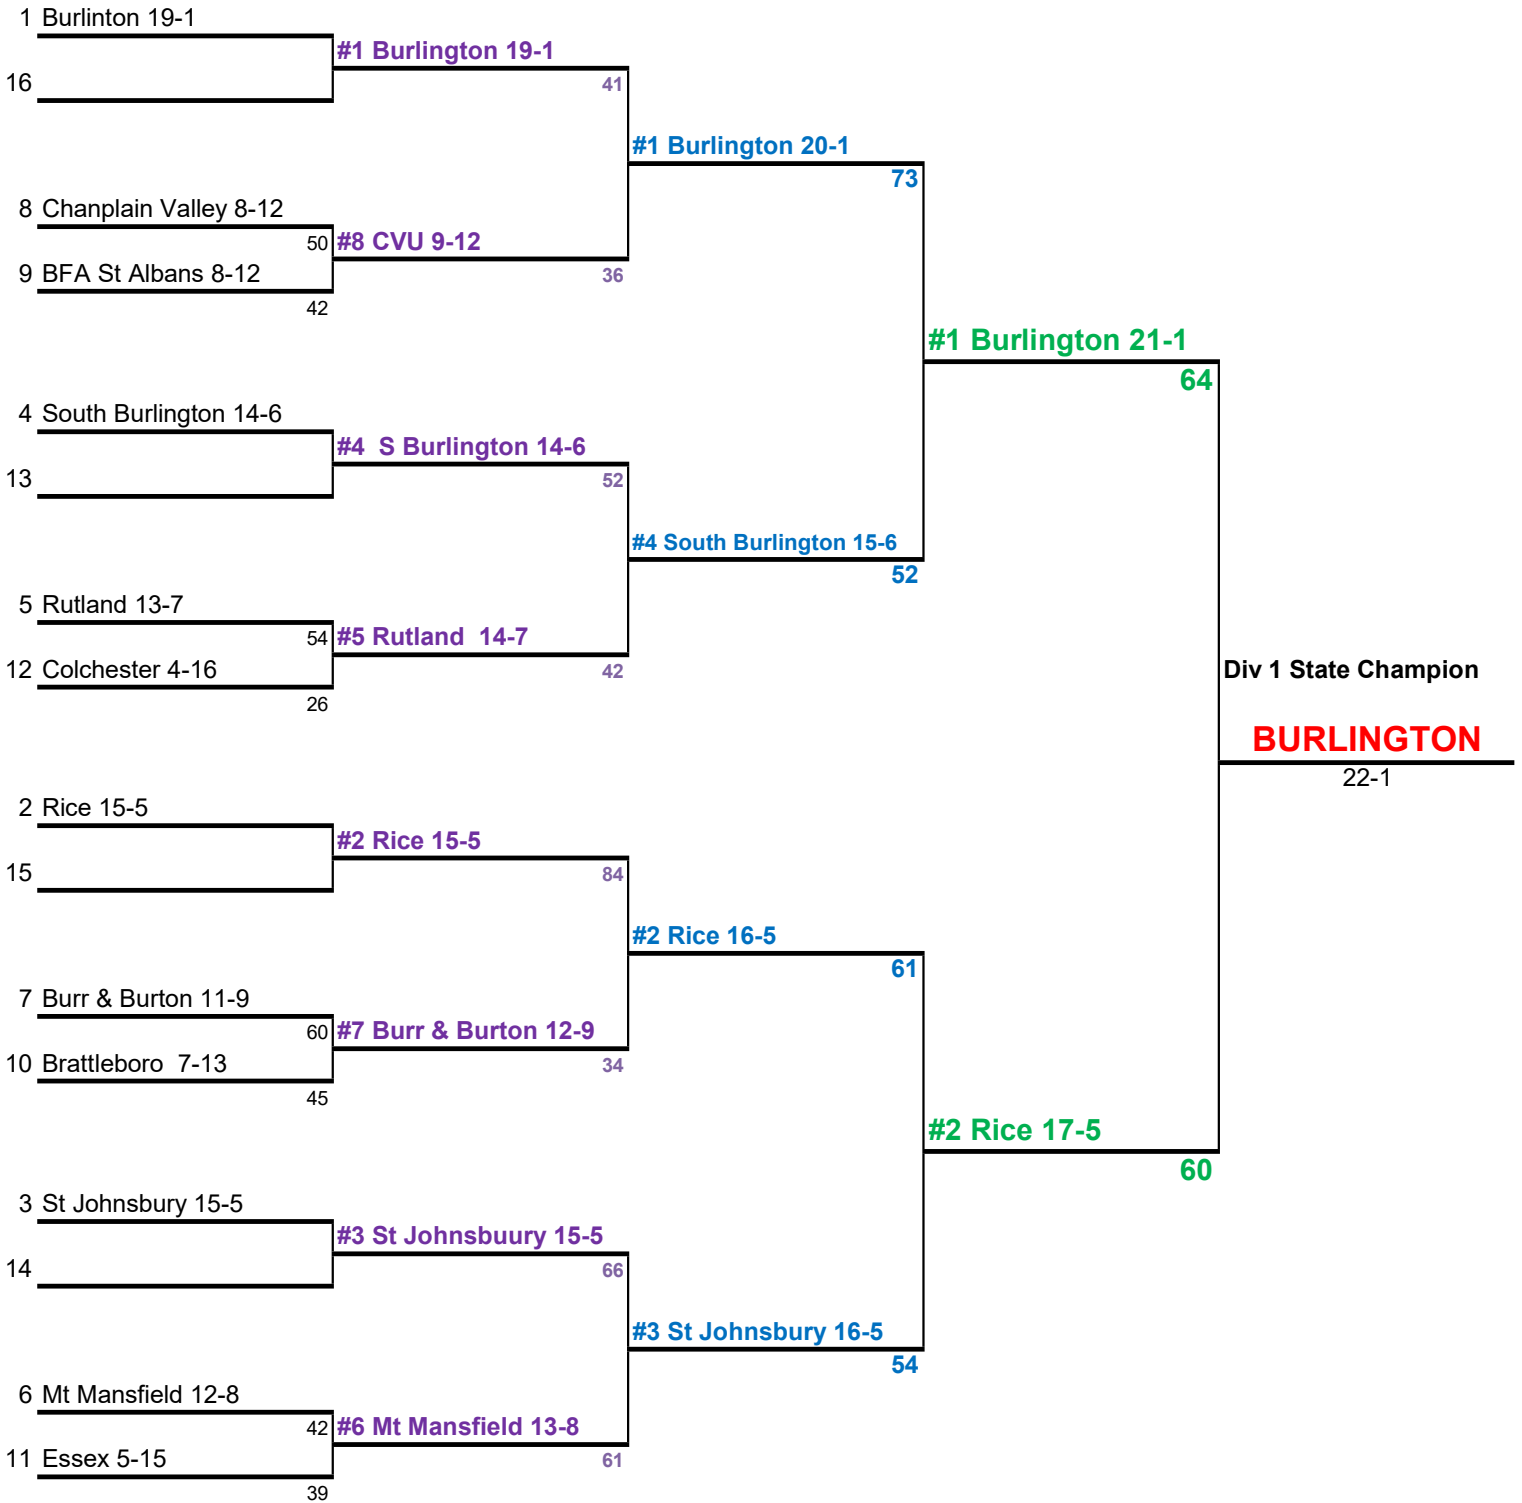 1 Burlinton 19-1
#1 Burlington 19-1
16
41
#1 Burlington 20-1
73
8 Chanplain Valley 8-12
50 #8 CVU 9-12
9 BFA St Albans 8-12
36
42
#1 Burlington 21-1
64
4 South Burlington 14-6
#4  S Burlington 14-6
13
52
#4 South Burlington 15-6
52
5 Rutland 13-7
54 #5 Rutland  14-7
12 Colchester 4-16
42
26
Div 1 State Champion
BURLINGTON
22-1
2 Rice 15-5
#2 Rice 15-5
15
84
#2 Rice 16-5
61
7 Burr & Burton 11-9
60 #7 Burr & Burton 12-9
10 Brattleboro  7-13
34
45
#2 Rice 17-5
60
3 St Johnsbury 15-5
#3 St Johnsbuury 15-5
14
66
#3 St Johnsbury 16-5
54
6 Mt Mansfield 12-8
42 #6 Mt Mansfield 13-8
11 Essex 5-15
61
39